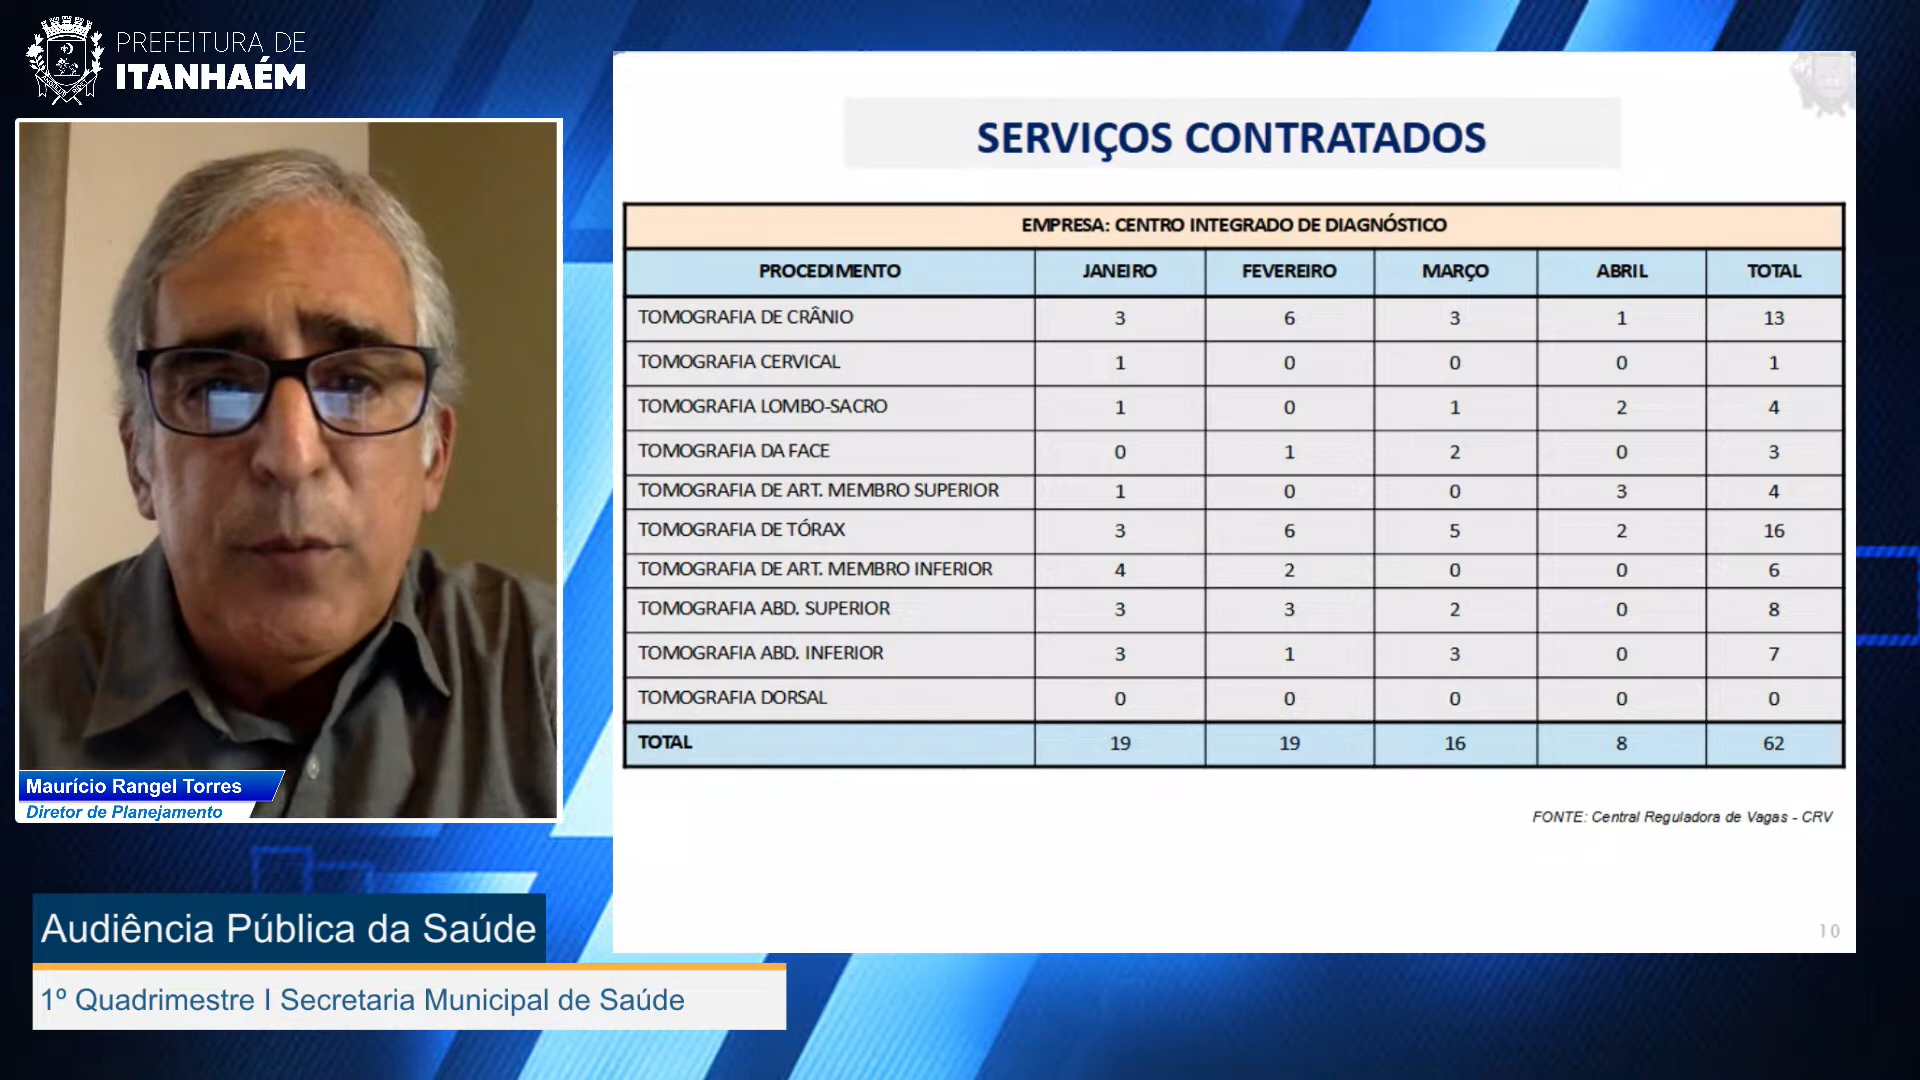 PREFEITURA DE
ITANHAÉM
SERVIÇOS CONTRATADOS
EMPRESA: CENTRO INTEGRADO DE DIAGNÓSTICO
PROCEDIMENTO JANEIRO FEVEREIRO MARÇO ABRIL TOTAL
TOMOGRAFIA DE CRÂNIO 3 6 3 1 13
TOMOGRAFIA CERVICAL 1 0 0 0 1
TOMOGRAFIA LOMBO-SACRO 1 0 1 2 4
TOMOGRAFIA DA FACE 0 1 2 0 3
TOMOGRAFIA DE ART. MEMBRO SUPERIOR 1 0 0 3 4
TOMOGRAFIA DE TÓRAX 3 6 5 2 16
TOMOGRAFIA DE ART. MEMBRO INFERIOR 4 2 0 0 6
TOMOGRAFIA ABD. SUPERIOR 3 3 2 0 8
TOMOGRAFIA ABD. INFERIOR 3 1 3 0 7
TOMOGRAFIA DORSAL 0 0 0 0 0
TOTAL 19 19 16 8 62
FONTE: Central Reguladora de Vagas - CRV
10
Maurício Rangel Torres
Diretor de Planejamento
Audiência Pública da Saúde
1º Quadrimestre I Secretaria Municipal de Saúde